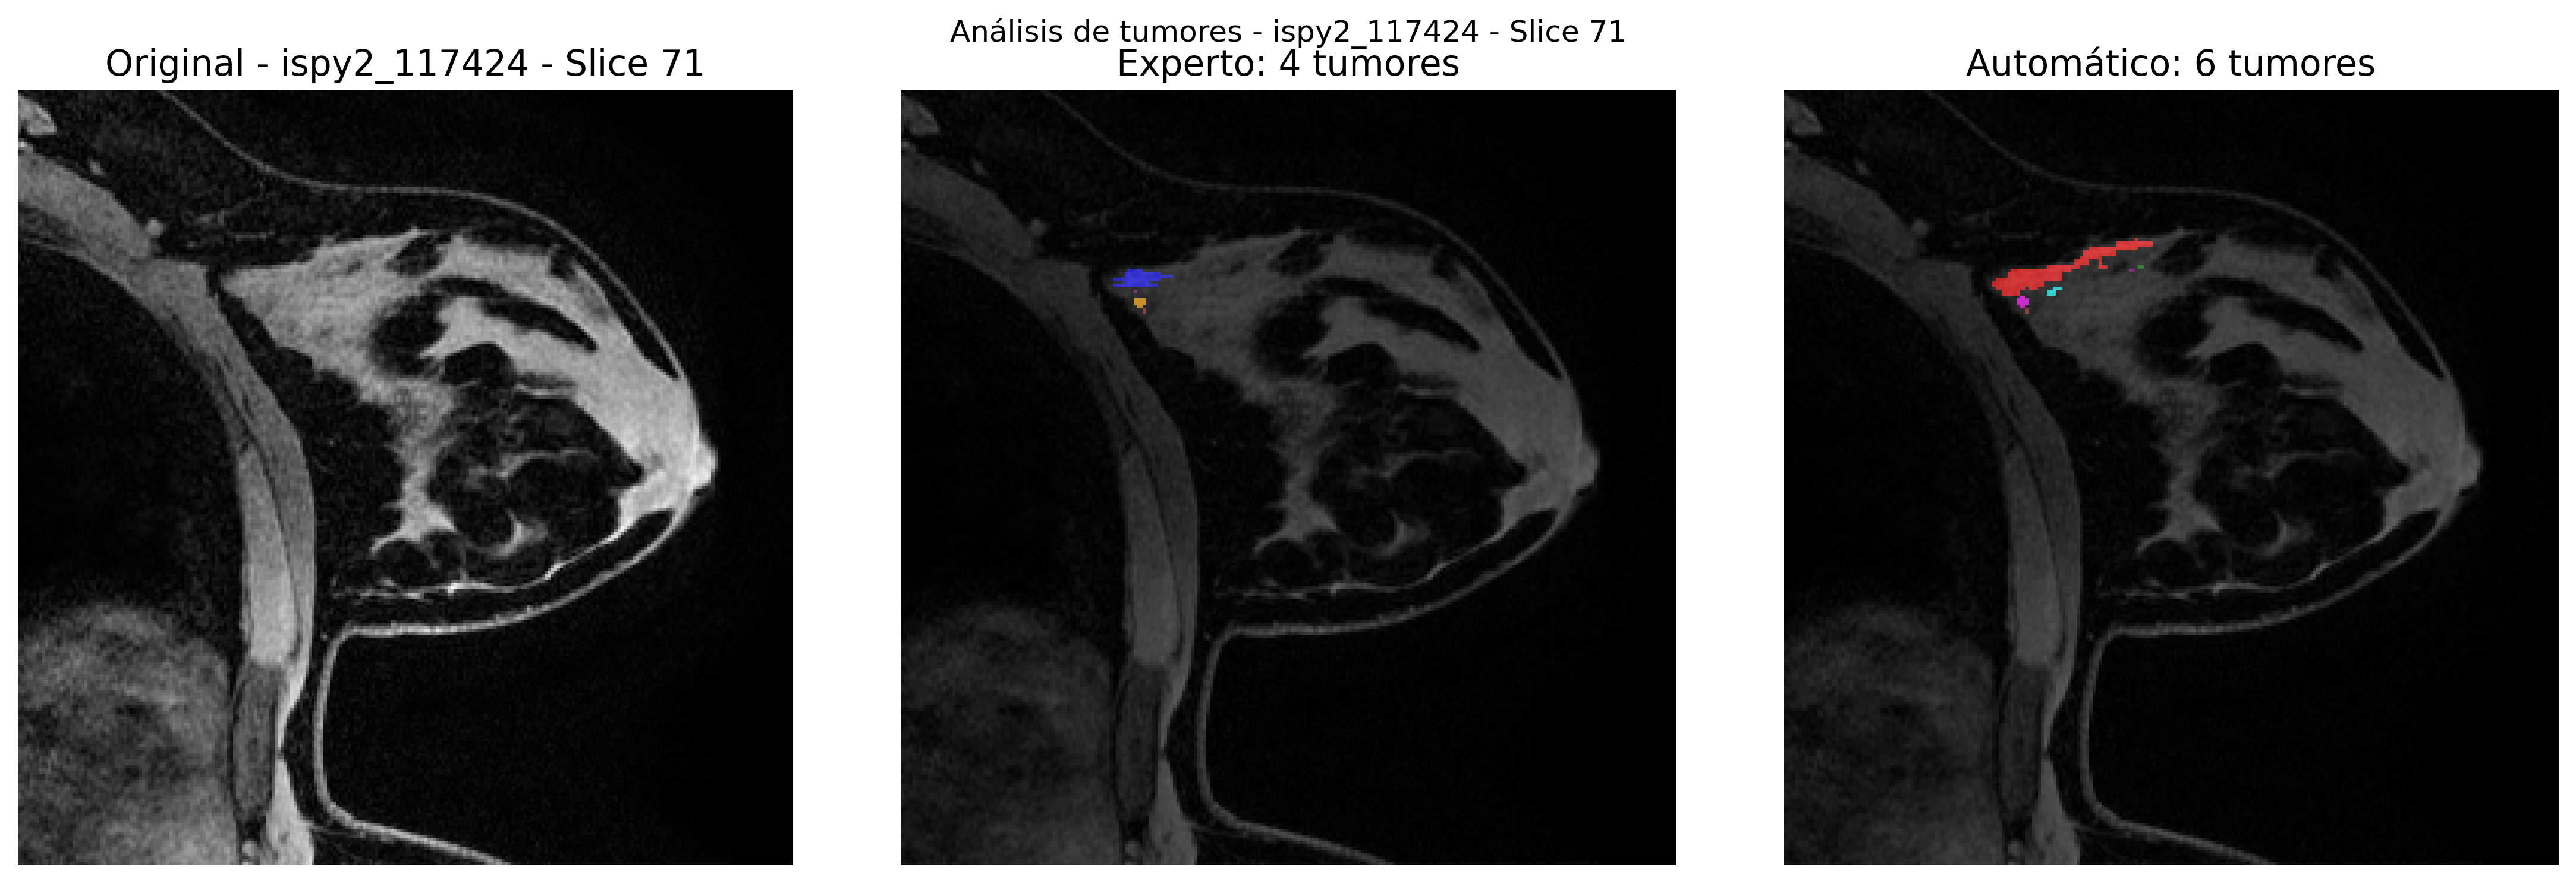 Análisis de tumores - ispy2_117424 - Slice 71
Original - ispy2_117424 - Slice 71
Experto: 4 tumores
Automático: 6 tumores